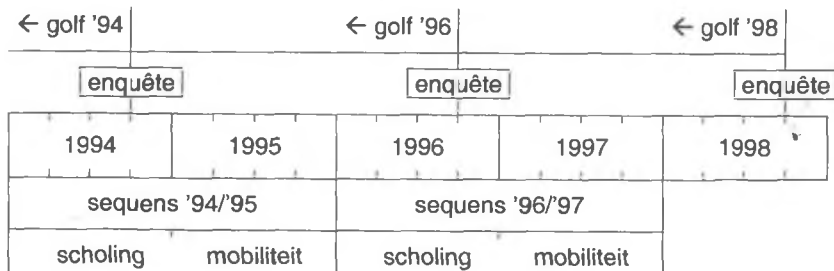 ← golf '94 ← golf '96 ← golf '98
enquête enquête enquête
1994 1995 1996 1997 1998
sequens '94/'95 sequens '96/'97
scholing mobiliteit scholing mobiliteit